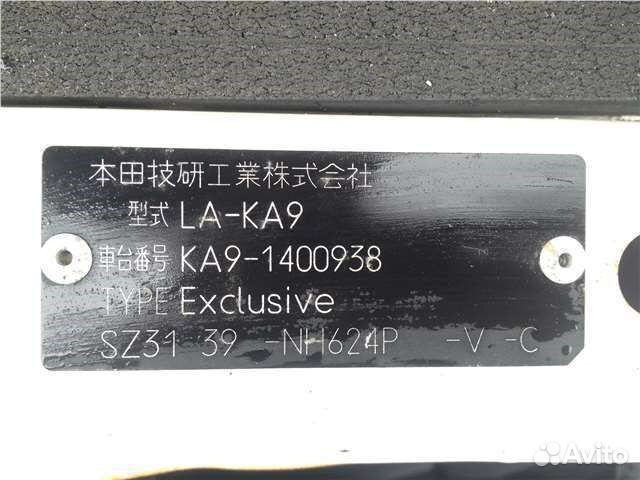 本田技研工業株式会社
型式 LA-KA9
車台番号 KA9-1400938
TYPE Exclusive
SZ31 39 -NH624P -V -C
Avito